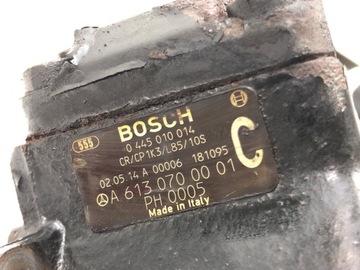 555 BOSCH
0 445 010 014
CR/CP1K3/L85/10S
02.05.14 A 00006 181095
A 613 070 00 01 C
PH 0005
Made in Italy